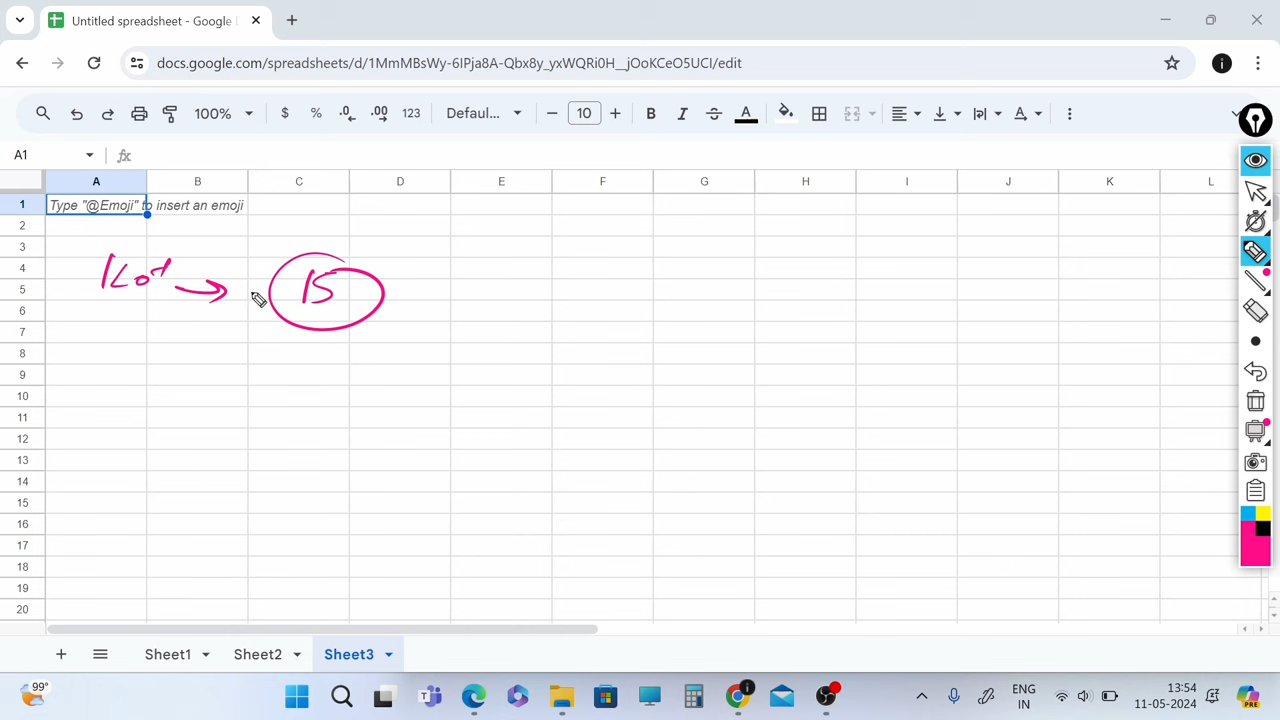 Untitled spreadsheet - Google
docs.google.com/spreadsheets/d/1MmMBsWy-6IPja8A-Qbx8y_yxWQRi0H__jOoKCeO5UCI/edit
100% $ % .0 .00 123 Defaul... − 10 + B I A
A1 fx
A B C D E F G H I J K L
1 Type "@Emoji" to insert an emoji
2
3
4
5
15
6
7
8
9
10
11
12
13
14
15
16
17
18
19
20
+ Sheet1 Sheet2 Sheet3
99°
ENG
IN
13:54
11-05-2024
PRE